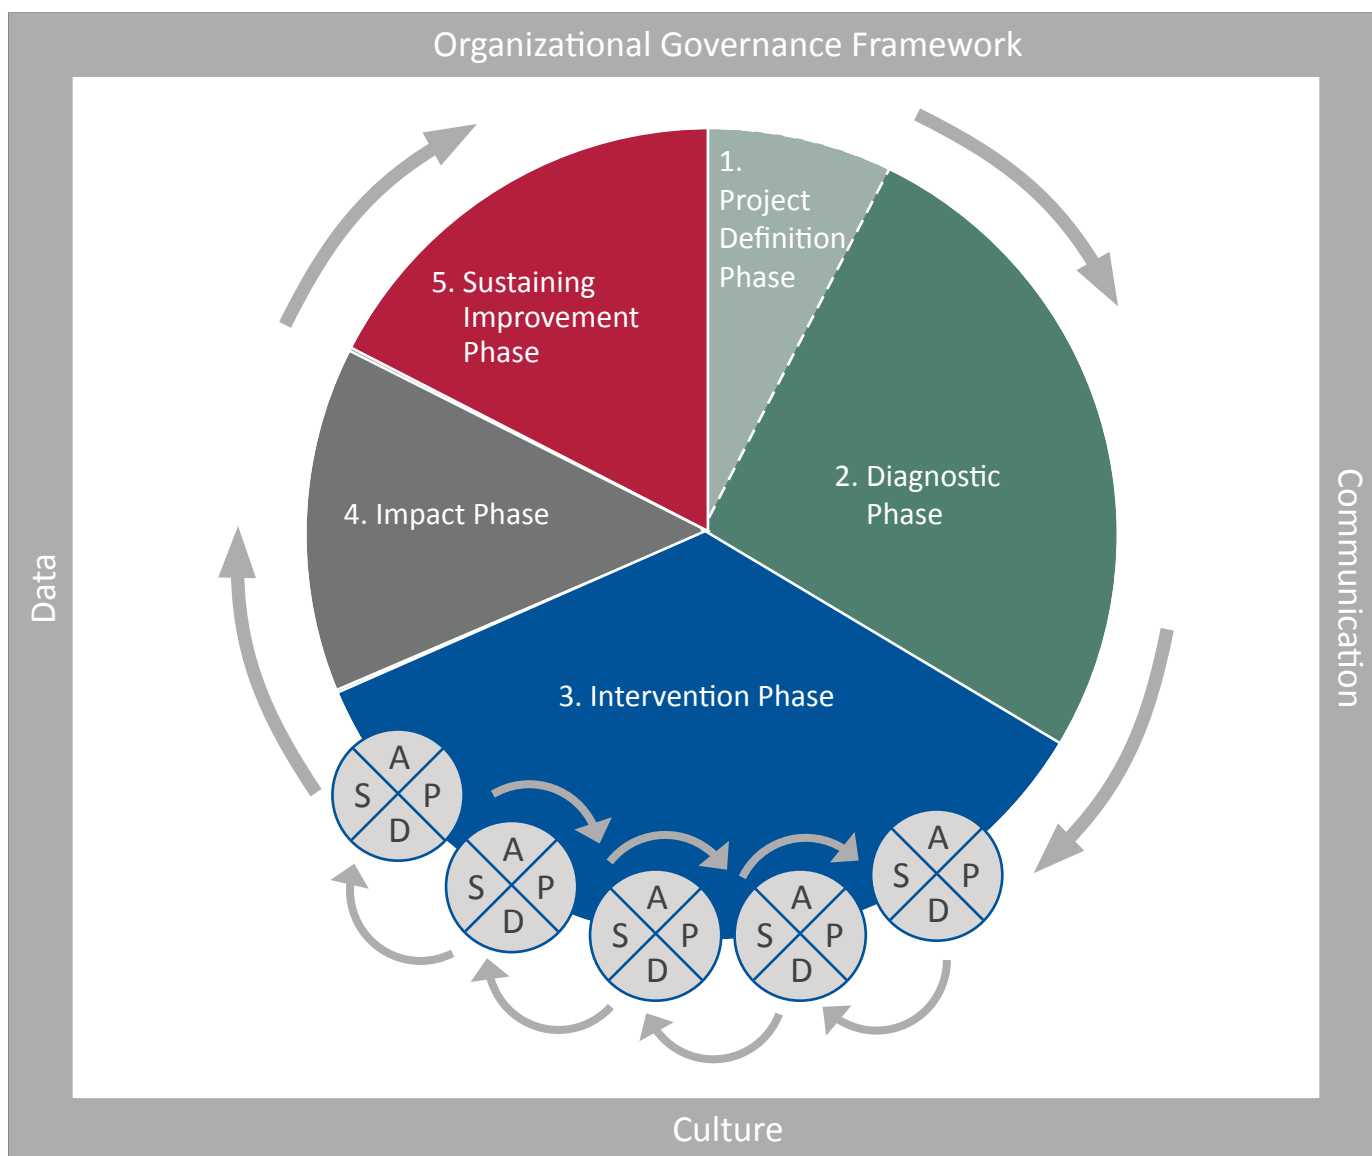 Organizational Governance Framework
1.
Project
Definition
Phase
5. Sustaining
Improvement
Phase
2. Diagnostic
Phase
4. Impact Phase
3. Intervention Phase
Data
Communication
A
S P
D
A
S P
D
A
S P
D
A
S P
D
A
S P
D
Culture